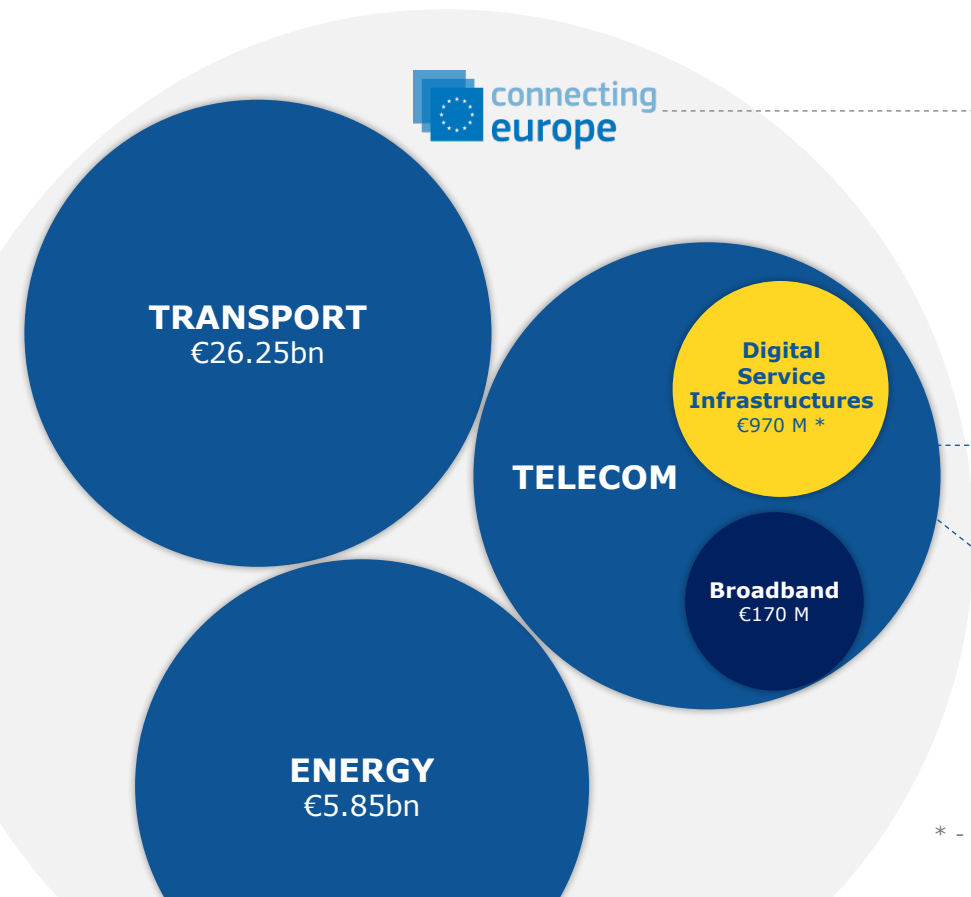 connecting
europe
TRANSPORT
€26.25bn
Digital
Service
Infrastructures
€970 M *
TELECOM
Broadband
€170 M
ENERGY
€5.85bn
* -